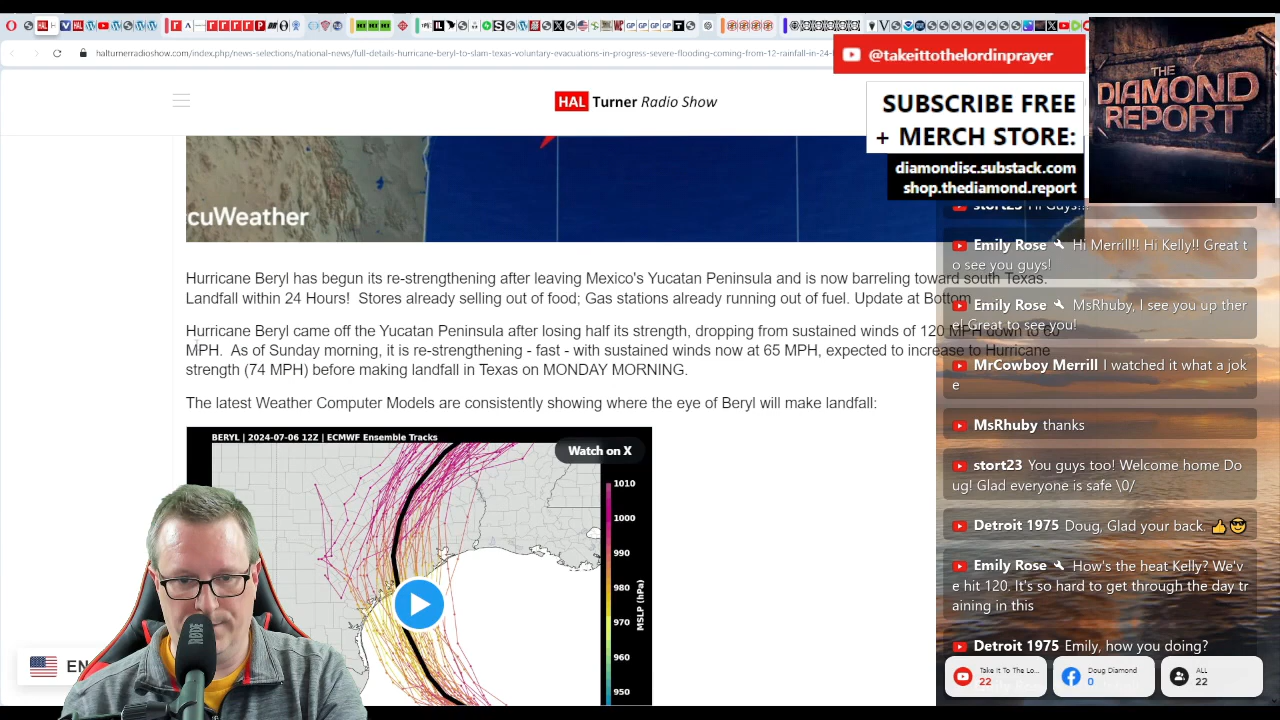 halturnerradioshow.com/index.php/news-selections/national-news/full-details-hurricane-beryl-to-slam-texas-voluntary-evacuations-in-progress-severe-flooding-coming-from-12-rainfall-in-24-
@takeittothelordinprayer
THE
DIAMOND
REPORT
HAL Turner Radio Show
SUBSCRIBE FREE
+ MERCH STORE:
diamondisc.substack.com
shop.thediamond.report
cuWeather
Hurricane Beryl has begun its re-strengthening after leaving Mexico's Yucatan Peninsula and is now barreling toward south Texas.
Landfall within 24 Hours!  Stores already selling out of food; Gas stations already running out of fuel. Update at Bottom
Hurricane Beryl came off the Yucatan Peninsula after losing half its strength, dropping from sustained winds of 120 MPH down to 60
MPH.  As of Sunday morning, it is re-strengthening - fast - with sustained winds now at 65 MPH, expected to increase to Hurricane
strength (74 MPH) before making landfall in Texas on MONDAY MORNING.
The latest Weather Computer Models are consistently showing where the eye of Beryl will make landfall:
BERYL | 2024-07-06 12Z | ECMWF Ensemble Tracks
Watch on X
1010
1000
990
980
970
960
950
MSLP (hPa)
EN
stort23 Hi Guys!!
Emily Rose Hi Merrill!! Hi Kelly!! Great t
o see you guys!
Emily Rose MsRhuby, I see you up ther
e! Great to see you!
MrCowboy Merrill I watched it what a jok
e
MsRhuby thanks
stort23 You guys too! Welcome home Do
ug! Glad everyone is safe \0/
Detroit 1975 Doug, Glad your back. 👍😎
Emily Rose How's the heat Kelly? We'v
e hit 120. It's so hard to get through the day tr
aining in this
Detroit 1975 Emily, how you doing?
Take It To The Lo...
22
Doug Diamond
0
ALL
22